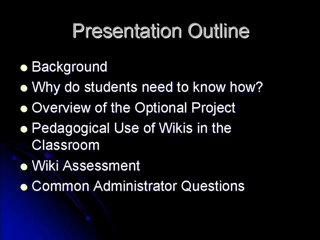 Presentation Outline
Background
Why do students need to know how?
Overview of the Optional Project
Pedagogical Use of Wikis in the
Classroom
Wiki Assessment
Common Administrator Questions